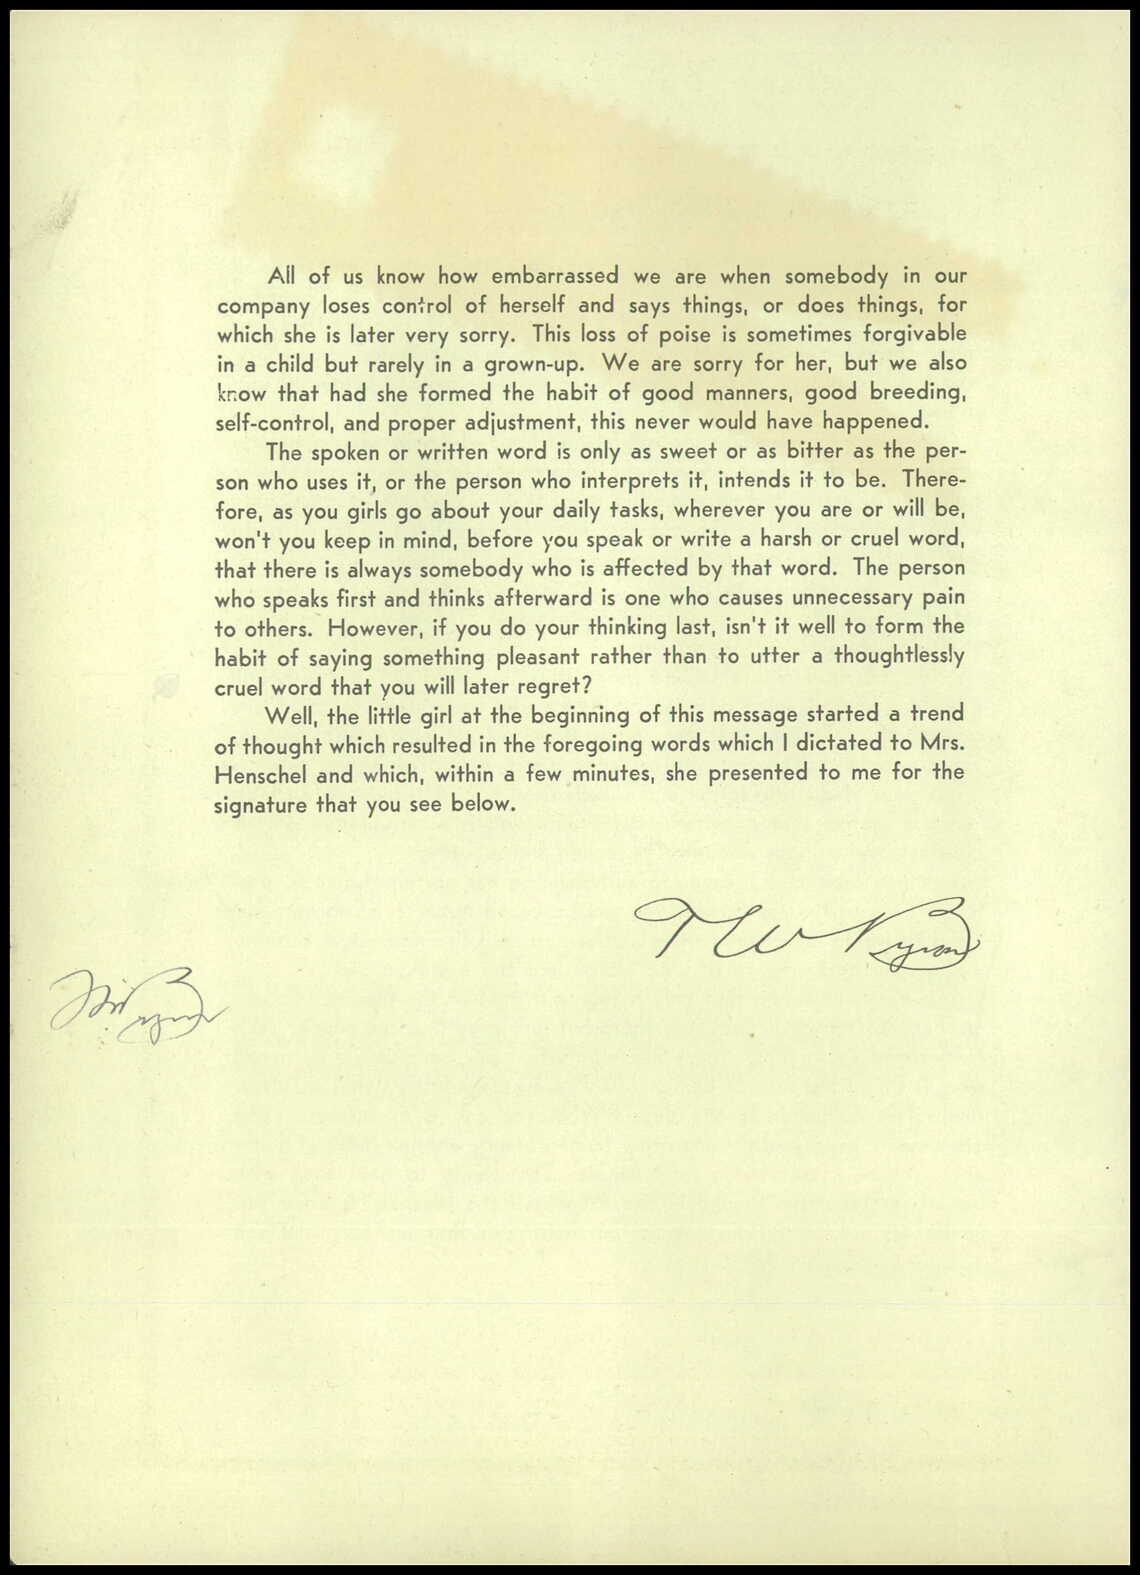 All of us know how embarrassed we are when somebody in our
company loses control of herself and says things, or does things, for
which she is later very sorry. This loss of poise is sometimes forgivable
in a child but rarely in a grown-up. We are sorry for her, but we also
know that had she formed the habit of good manners, good breeding,
self-control, and proper adjustment, this never would have happened.
The spoken or written word is only as sweet or as bitter as the per-
son who uses it, or the person who interprets it, intends it to be. There-
fore, as you girls go about your daily tasks, wherever you are or will be,
won't you keep in mind, before you speak or write a harsh or cruel word,
that there is always somebody who is affected by that word. The person
who speaks first and thinks afterward is one who causes unnecessary pain
to others. However, if you do your thinking last, isn't it well to form the
habit of saying something pleasant rather than to utter a thoughtlessly
cruel word that you will later regret?
Well, the little girl at the beginning of this message started a trend
of thought which resulted in the foregoing words which I dictated to Mrs.
Henschel and which, within a few minutes, she presented to me for the
signature that you see below.